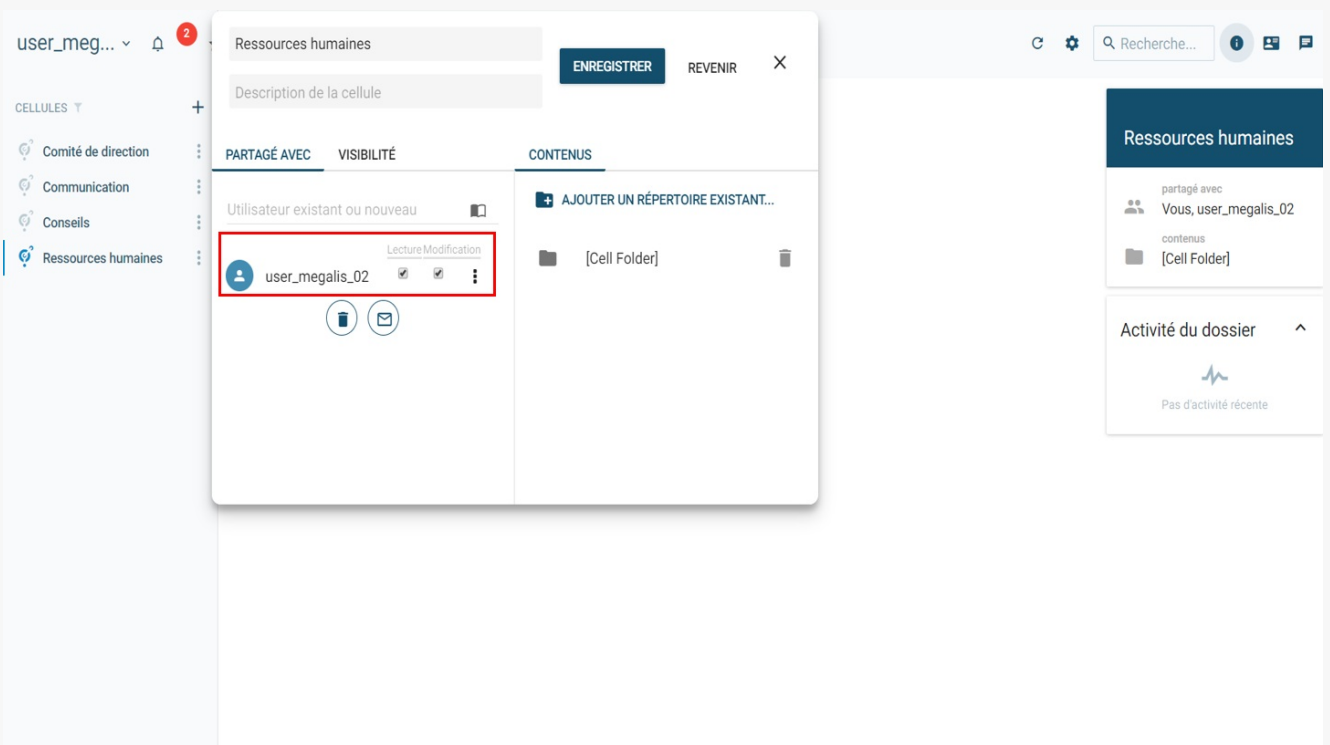 user_meg...
2
Recherche...
CELLULES
Comité de direction
Communication
Conseils
Ressources humaines
Ressources humaines
Description de la cellule
ENREGISTRER
REVENIR
PARTAGÉ AVEC
VISIBILITÉ
Utilisateur existant ou nouveau
Lecture Modification
user_megalis_02
CONTENUS
AJOUTER UN RÉPERTOIRE EXISTANT...
[Cell Folder]
Ressources humaines
partagé avec
Vous, user_megalis_02
contenus
[Cell Folder]
Activité du dossier
Pas d'activité récente